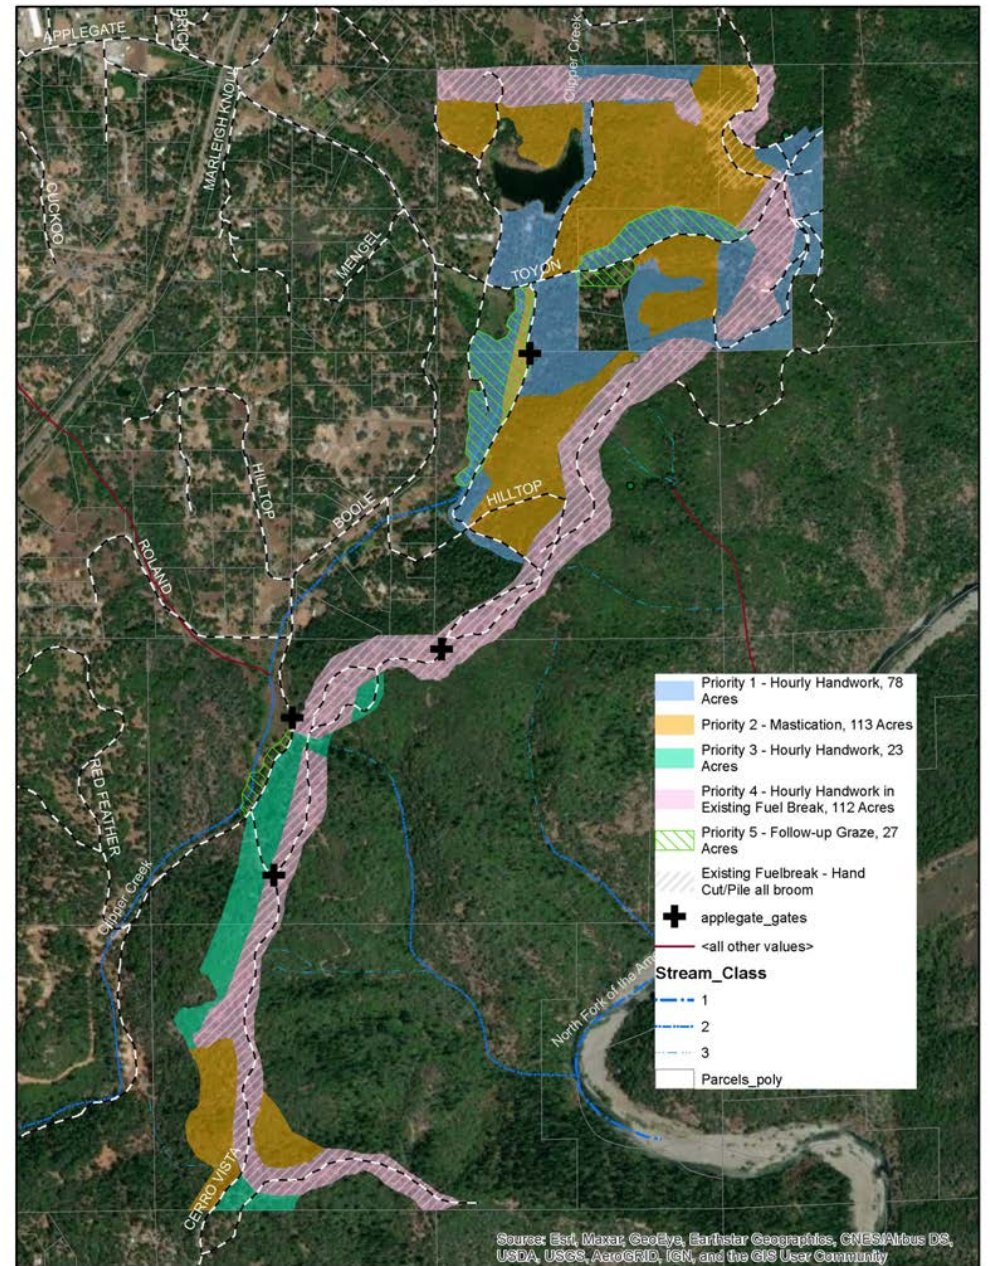 APPLEGATE
BRICK
Clipper Creek
MARLEIGH KNOLL
CUCKOO
MENGEL
TOYON
HILLTOP
HILLTOP
BOOLE
ROLAND
RED FEATHER
Clipper Creek
North Fork of the Ame
CERRO VISTA
Priority 1 - Hourly Handwork, 78
Acres
Priority 2 - Mastication, 113 Acres
Priority 3 - Hourly Handwork, 23
Acres
Priority 4 - Hourly Handwork in
Existing Fuel Break, 112 Acres
Priority 5 - Follow-up Graze, 27
Acres
Existing Fuelbreak - Hand
Cut/Pile all broom
applegate_gates
<all other values>
Stream_Class
1
2
3
Parcels_poly
Source: Esri, Maxar, GeoEye, Earthstar Geographics, CNES/Airbus DS,
USDA, USGS, AeroGRID, IGN, and the GIS User Community